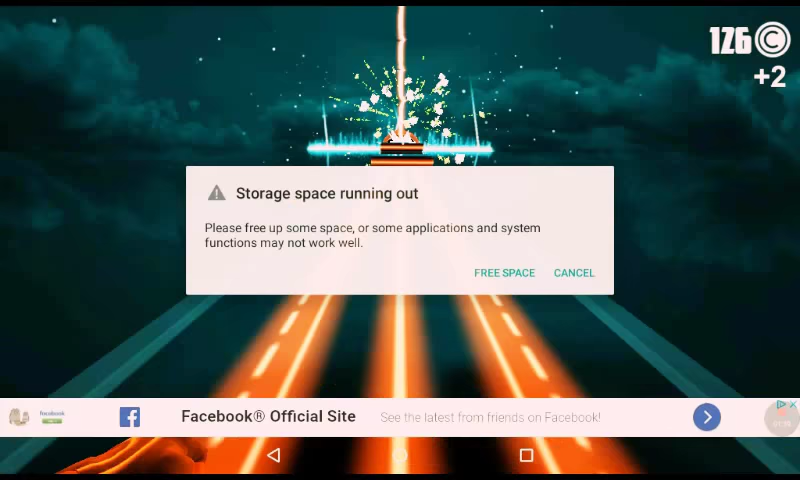 126
+2
Storage space running out
Please free up some space, or some applications and system
functions may not work well.
FREE SPACE CANCEL
facebook
Facebook® Official Site
See the latest from friends on Facebook!